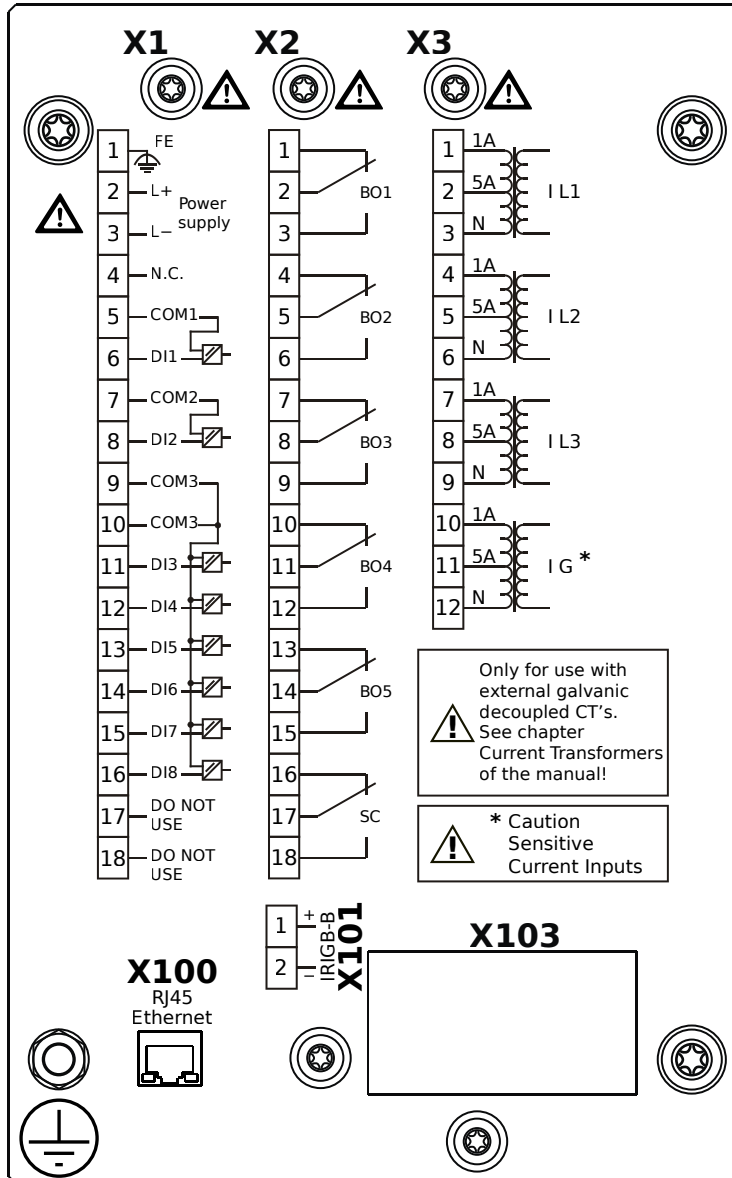 X1
X2
X3
1 FE
2 L+
Power
supply
3 L−
4 N.C.
5 COM1
6 DI1
7 COM2
8 DI2
9 COM3
10 COM3
11 DI3
12 DI4
13 DI5
14 DI6
15 DI7
16 DI8
17 DO NOT
USE
18 DO NOT
USE
1
2 BO1
3
4
5 BO2
6
7
8 BO3
9
10
11 BO4
12
13
14 BO5
15
16
17 SC
18
1 1A
2 5A I L1
3 N
4 1A
5 5A I L2
6 N
7 1A
8 5A I L3
9 N
10 1A
11 5A I G *
12 N
! Only for use with
external galvanic
decoupled CT's.
See chapter
Current Transformers
of the manual!
! * Caution
Sensitive
Current Inputs
1 +
2 −
IRIGB-B
X101
X100
RJ45
Ethernet
X103